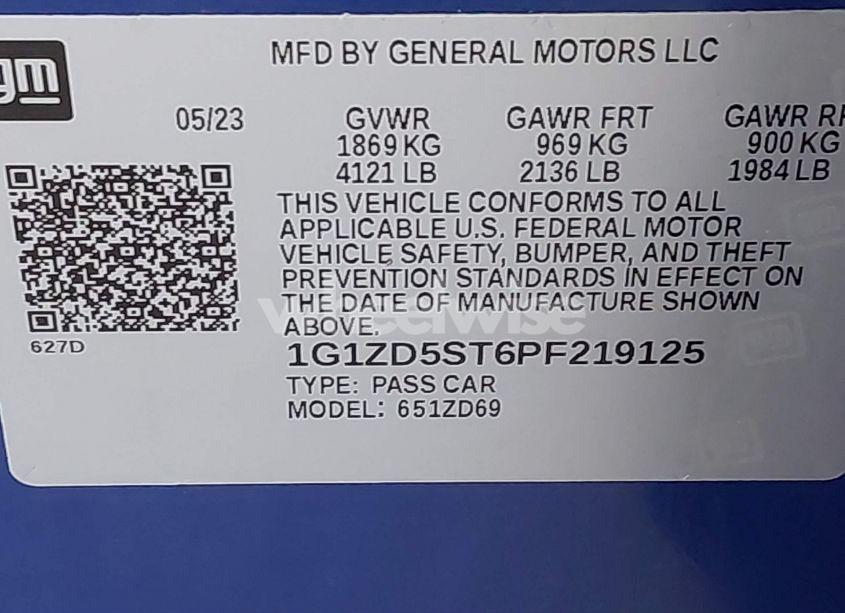 gm
MFD BY GENERAL MOTORS LLC
05/23 GVWR GAWR FRT GAWR
1869 KG 969 KG 900 KG
4121 LB 2136 LB 1984 LB
THIS VEHICLE CONFORMS TO ALL
APPLICABLE U.S. FEDERAL MOTOR
VEHICLE SAFETY, BUMPER, AND THEFT
PREVENTION STANDARDS IN EFFECT ON
THE DATE OF MANUFACTURE SHOWN
ABOVE.
627D
1G1ZD5ST6PF219125
TYPE: PASS CAR
MODEL: 651ZD69